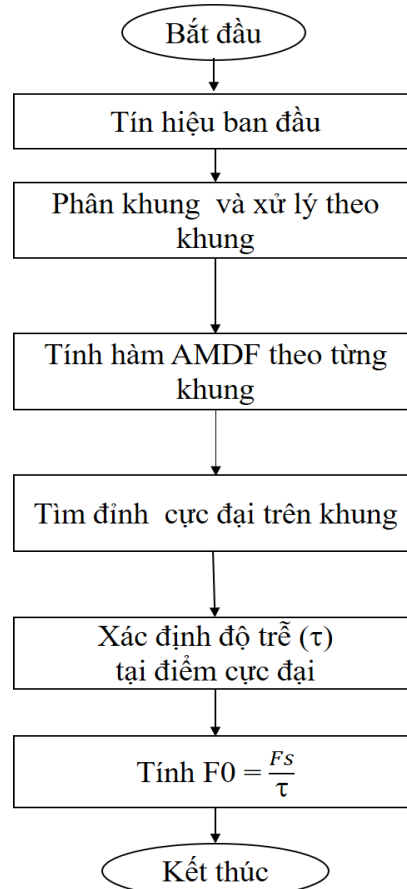 Bắt đầu
Tín hiệu ban đầu
Phân khung và xử lý theo
khung
Tính hàm AMDF theo từng
khung
Tìm đỉnh cực đại trên khung
Xác định độ trễ (τ)
tại điểm cực đại
Tính F0 = Fs/τ
Kết thúc